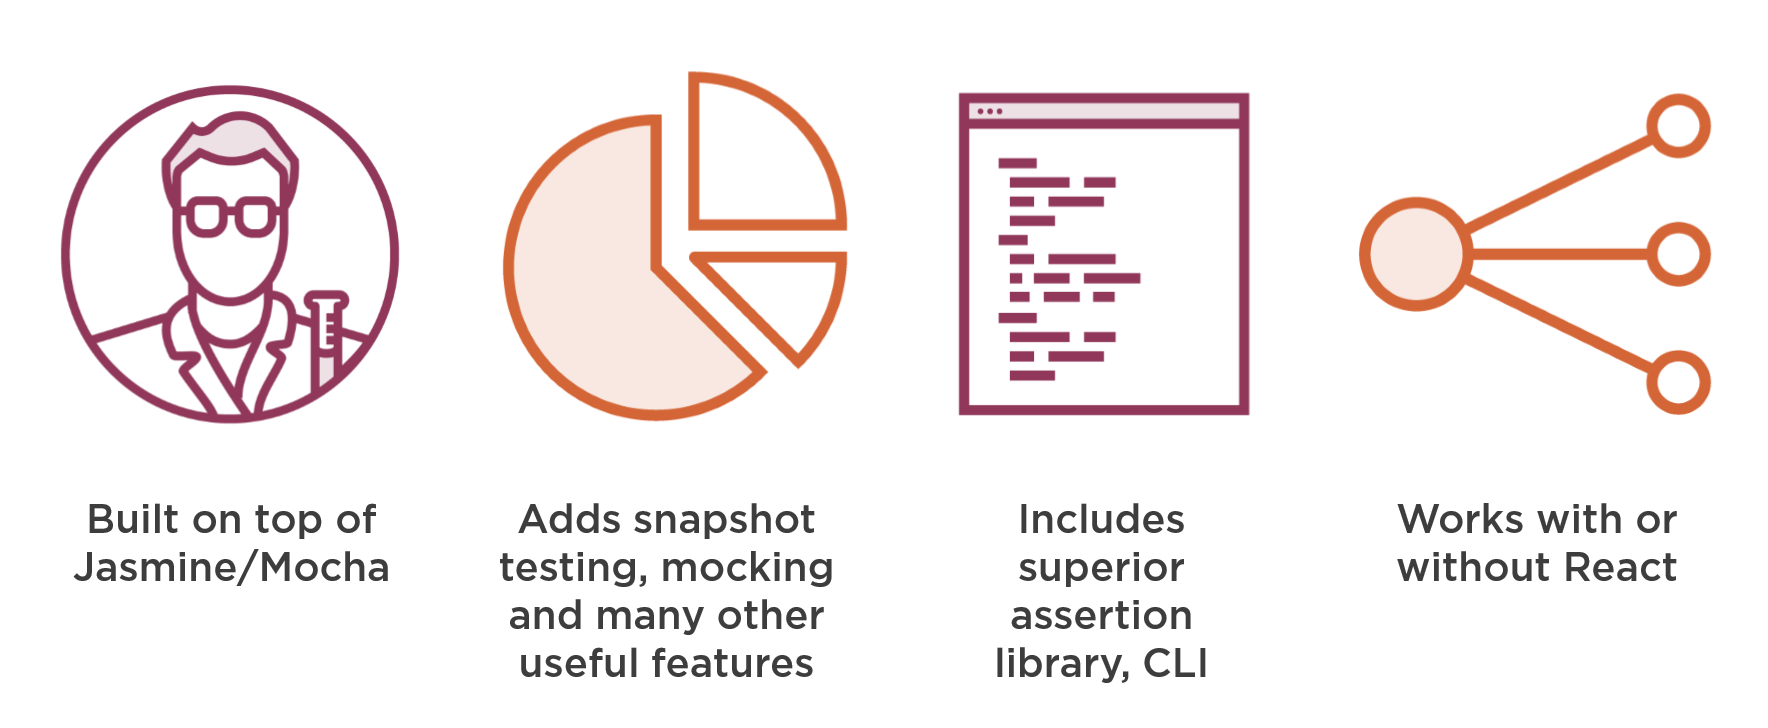 Built on top of
Jasmine/Mocha
Adds snapshot
testing, mocking
and many other
useful features
Includes
superior
assertion
library, CLI
Works with or
without React